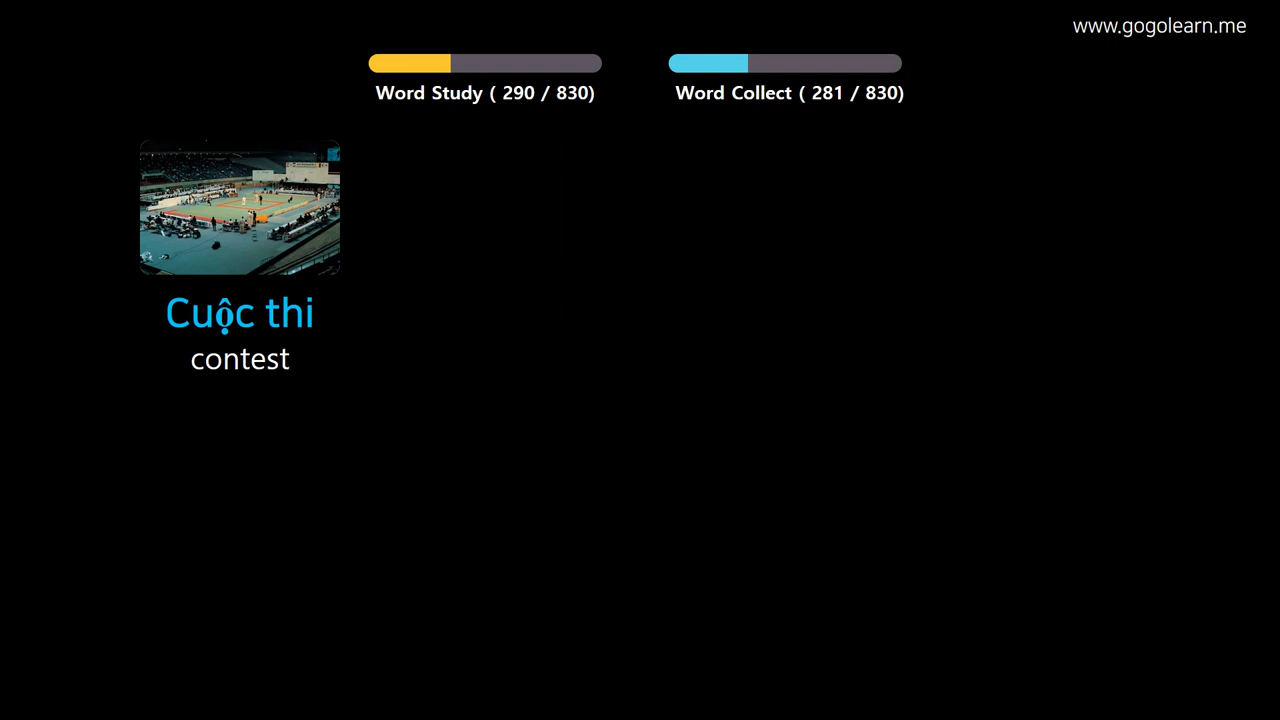 www.gogolearn.me
Word Study ( 290 / 830)
Word Collect ( 281 / 830)
Cuộc thi
contest